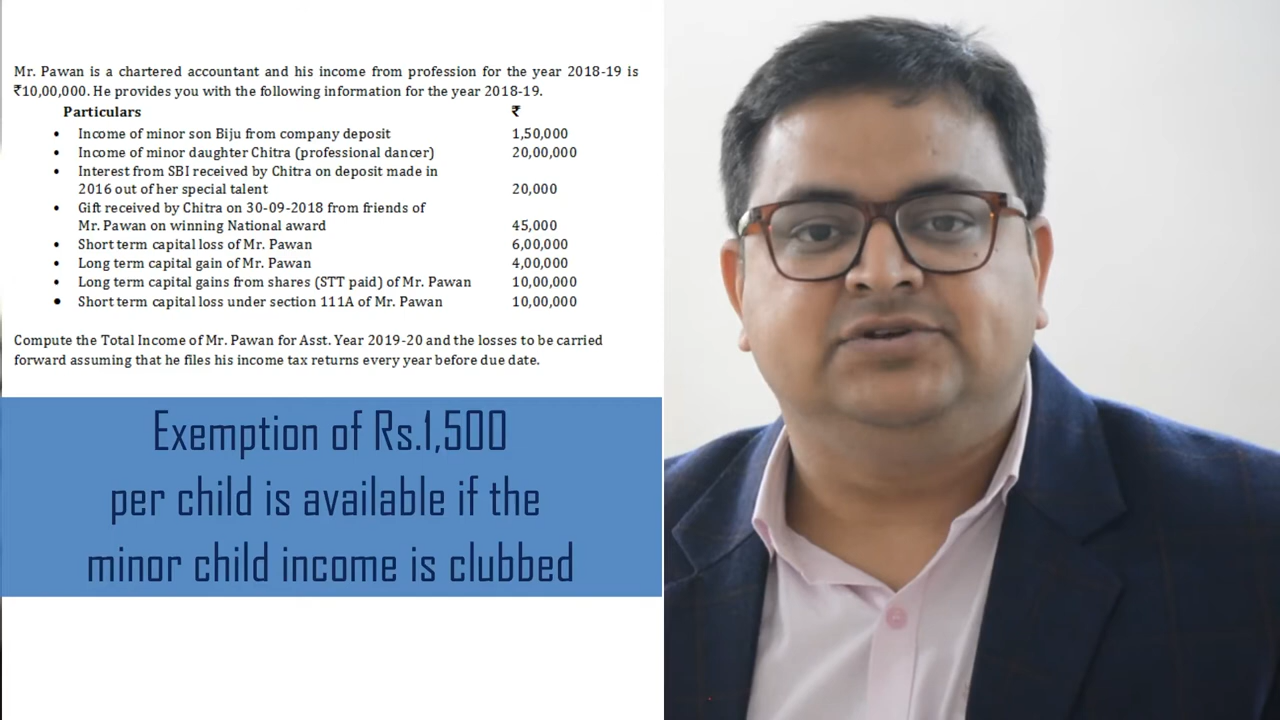 Mr. Pawan is a chartered accountant and his income from profession for the year 2018-19 is
₹10,00,000. He provides you with the following information for the year 2018-19.
Particulars ₹
• Income of minor son Biju from company deposit 1,50,000
• Income of minor daughter Chitra (professional dancer) 20,00,000
• Interest from SBI received by Chitra on deposit made in
2016 out of her special talent 20,000
• Gift received by Chitra on 30-09-2018 from friends of
Mr. Pawan on winning National award 45,000
• Short term capital loss of Mr. Pawan 6,00,000
• Long term capital gain of Mr. Pawan 4,00,000
• Long term capital gains from shares (STT paid) of Mr. Pawan 10,00,000
• Short term capital loss under section 111A of Mr. Pawan 10,00,000
Compute the Total Income of Mr. Pawan for Asst. Year 2019-20 and the losses to be carried
forward assuming that he files his income tax returns every year before due date.
Exemption of Rs.1,500
per child is available if the
minor child income is clubbed